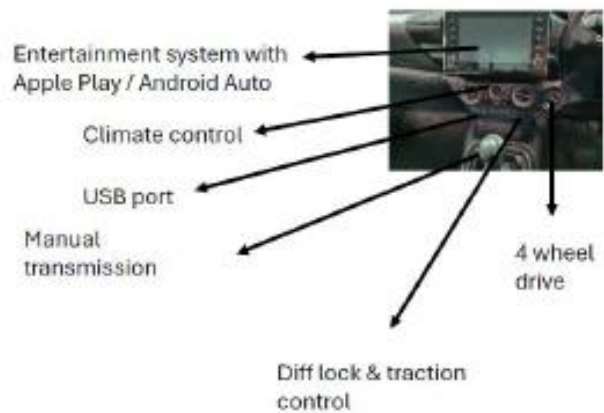 Entertainment system with
Apple Play / Android Auto
Climate control
USB port
Manual
transmission
4 wheel
drive
Diff lock & traction
control